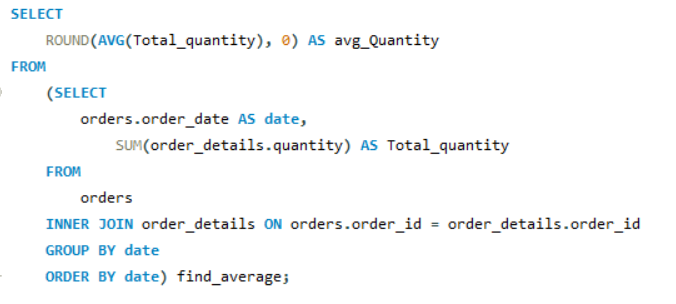 SELECT
ROUND(AVG(Total_quantity), 0) AS avg_Quantity
FROM
(SELECT
orders.order_date AS date,
SUM(order_details.quantity) AS Total_quantity
FROM
orders
INNER JOIN order_details ON orders.order_id = order_details.order_id
GROUP BY date
ORDER BY date) find_average;